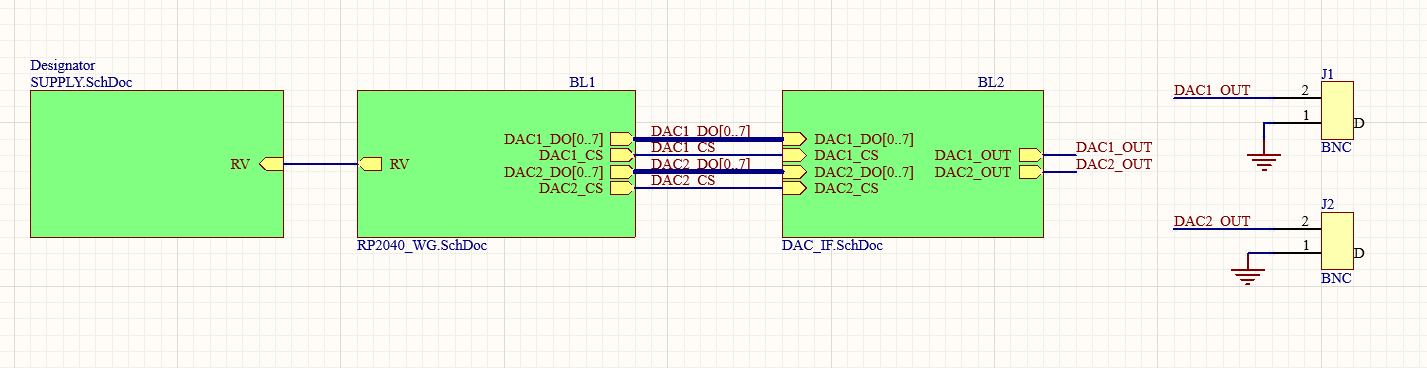 Designator
SUPPLY.SchDoc
RV
BL1
RV
DAC1_DO[0..7]
DAC1_CS
DAC2_DO[0..7]
DAC2_CS
RP2040_WG.SchDoc
DAC1_DO[0..7]
DAC1_CS
DAC2_DO[0..7]
DAC2_CS
BL2
DAC1_DO[0..7]
DAC1_CS
DAC2_DO[0..7]
DAC2_CS
DAC1_OUT
DAC2_OUT
DAC_IF.SchDoc
DAC1_OUT
DAC2_OUT
J1
DAC1_OUT
2
1
D
BNC
J2
DAC2_OUT
2
1
D
BNC